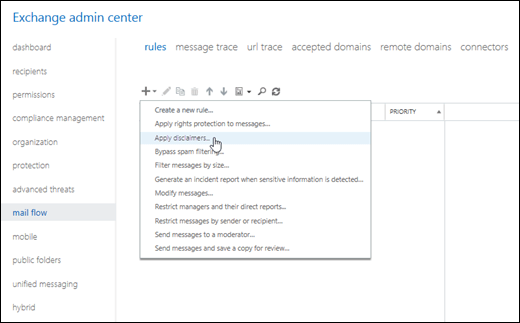 Exchange admin center
dashboard
recipients
permissions
compliance management
organization
protection
advanced threats
mail flow
mobile
public folders
unified messaging
hybrid
rules message trace url trace accepted domains remote domains connectors
PRIORITY
Create a new rule...
Apply rights protection to messages...
Apply disclaimers...
Bypass spam filtering...
Filter messages by size...
Generate an incident report when sensitive information is detected...
Modify messages...
Restrict managers and their direct reports...
Restrict messages by sender or recipient...
Send messages to a moderator...
Send messages and save a copy for review...